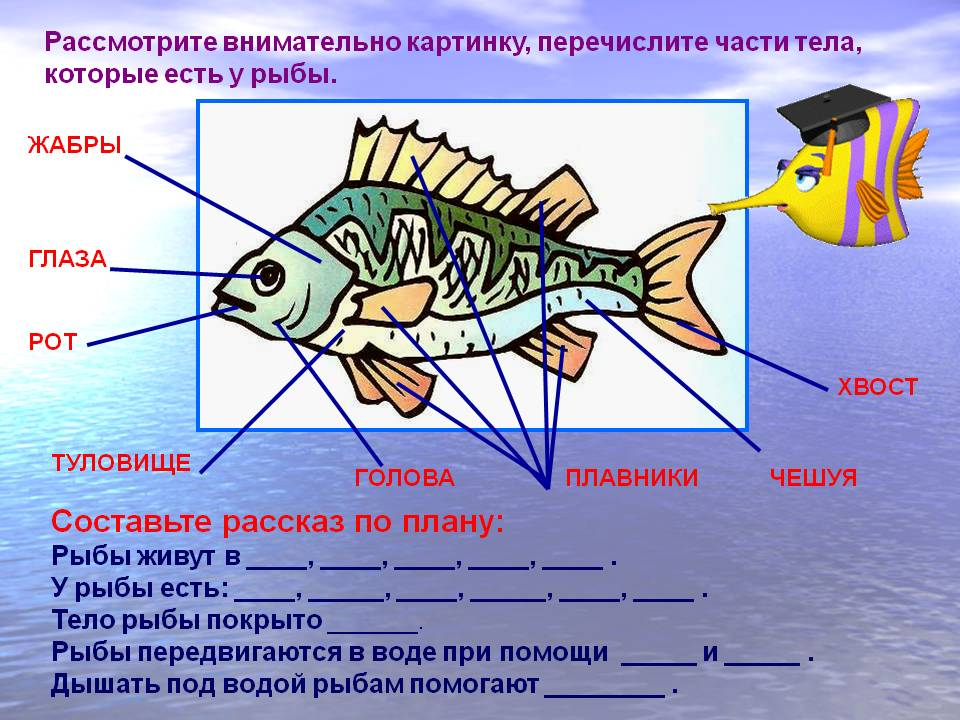 Рассмотрите внимательно картинку, перечислите части тела,
которые есть у рыбы.
ЖАБРЫ
ГЛАЗА
РОТ
ХВОСТ
ТУЛОВИЩЕ
ГОЛОВА
ПЛАВНИКИ
ЧЕШУЯ
Составьте рассказ по плану:
Рыбы живут в ____, ____, ____, ____, ____ .
У рыбы есть: ____, _____, ____, _____, ____, ____ .
Тело рыбы покрыто ______.
Рыбы передвигаются в воде при помощи _____ и _____ .
Дышать под водой рыбам помогают ________ .